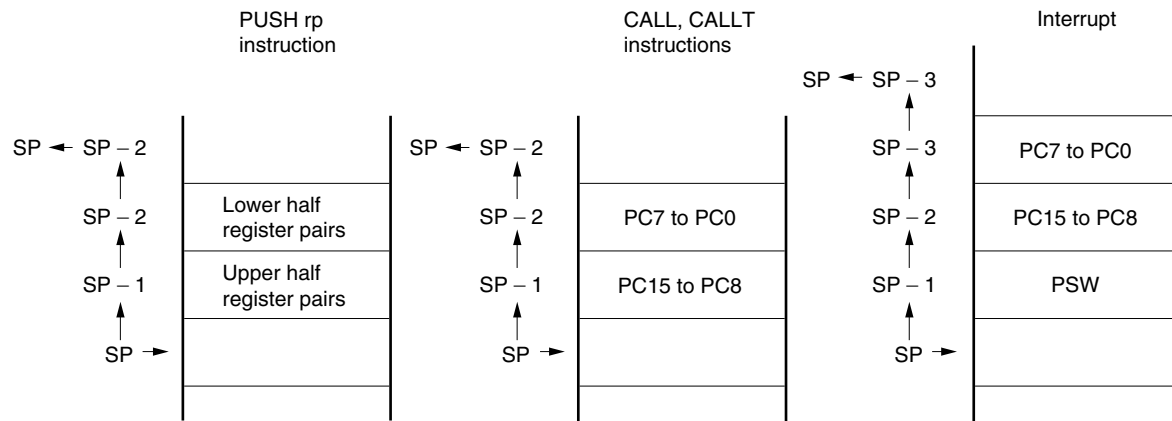 PUSH rp
instruction
SP
SP – 2
SP – 2
SP – 1
SP
Lower half
register pairs
Upper half
register pairs
CALL, CALLT
instructions
SP
SP – 2
SP – 2
SP – 1
SP
PC7 to PC0
PC15 to PC8
Interrupt
SP
SP – 3
SP – 3
SP – 2
SP – 1
SP
PC7 to PC0
PC15 to PC8
PSW